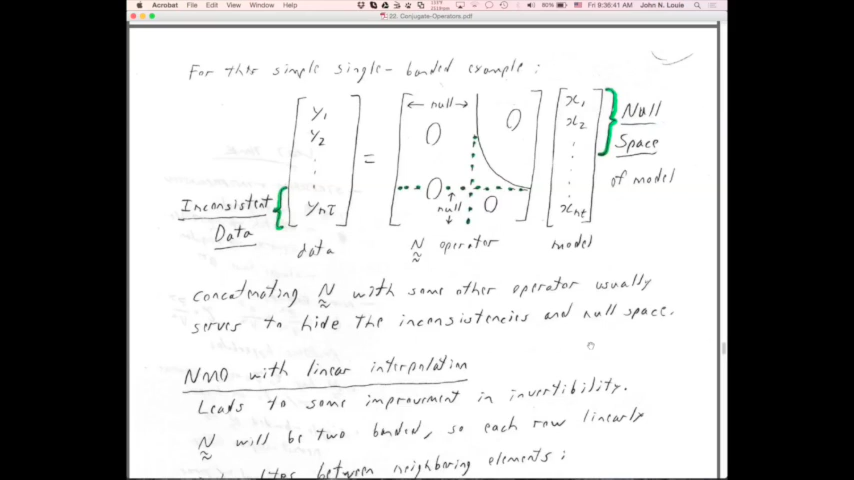 Acrobat File Edit View Window Help 80% Fri 9:36:41 AM John N. Louie
22. Conjugate-Operators.pdf
For this simple single-banded example:
y1
y2
ynτ
Inconsistent
Data
data
=
← null →
0
0
0
null
0
N operator
x1
x2
xnt
model
Null
Space
of model
concatenating N with some other operator usually
serves to hide the inconsistencies and null space.
NMO with linear interpolation
Leads to some improvement in invertibility.
N will be two banded, so each row linearly
between neighboring elements: